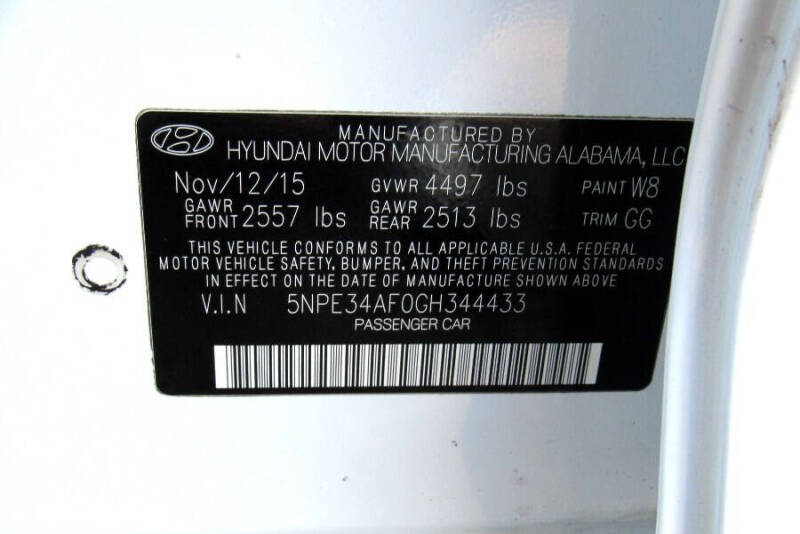 MANUFACTURED BY
HYUNDAI MOTOR MANUFACTURING ALABAMA, LLC
Nov/12/15 GVWR 4497 lbs PAINT W8
GAWR FRONT 2557 lbs GAWR REAR 2513 lbs TRIM GG
THIS VEHICLE CONFORMS TO ALL APPLICABLE U.S.A. FEDERAL
MOTOR VEHICLE SAFETY, BUMPER, AND THEFT PREVENTION STANDARDS
IN EFFECT ON THE DATE OF MANUFACTURE SHOWN ABOVE
V.I.N 5NPE34AF0GH344433
PASSENGER CAR